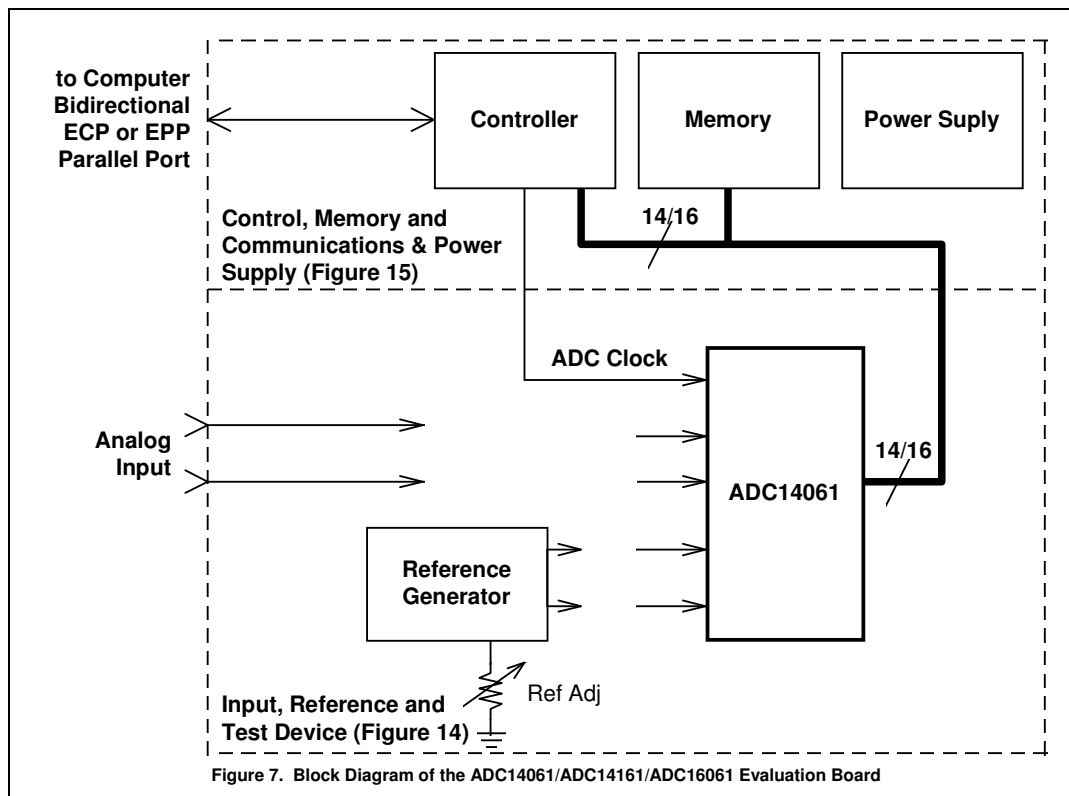 to Computer
Bidirectional
ECP or EPP
Parallel Port
Controller
Memory
Power Suply
Control, Memory and
Communications & Power
Supply (Figure 15)
14/16
ADC Clock
Analog
Input
ADC14061
14/16
Reference
Generator
Ref Adj
Input, Reference and
Test Device (Figure 14)
Figure 7. Block Diagram of the ADC14061/ADC14161/ADC16061 Evaluation Board